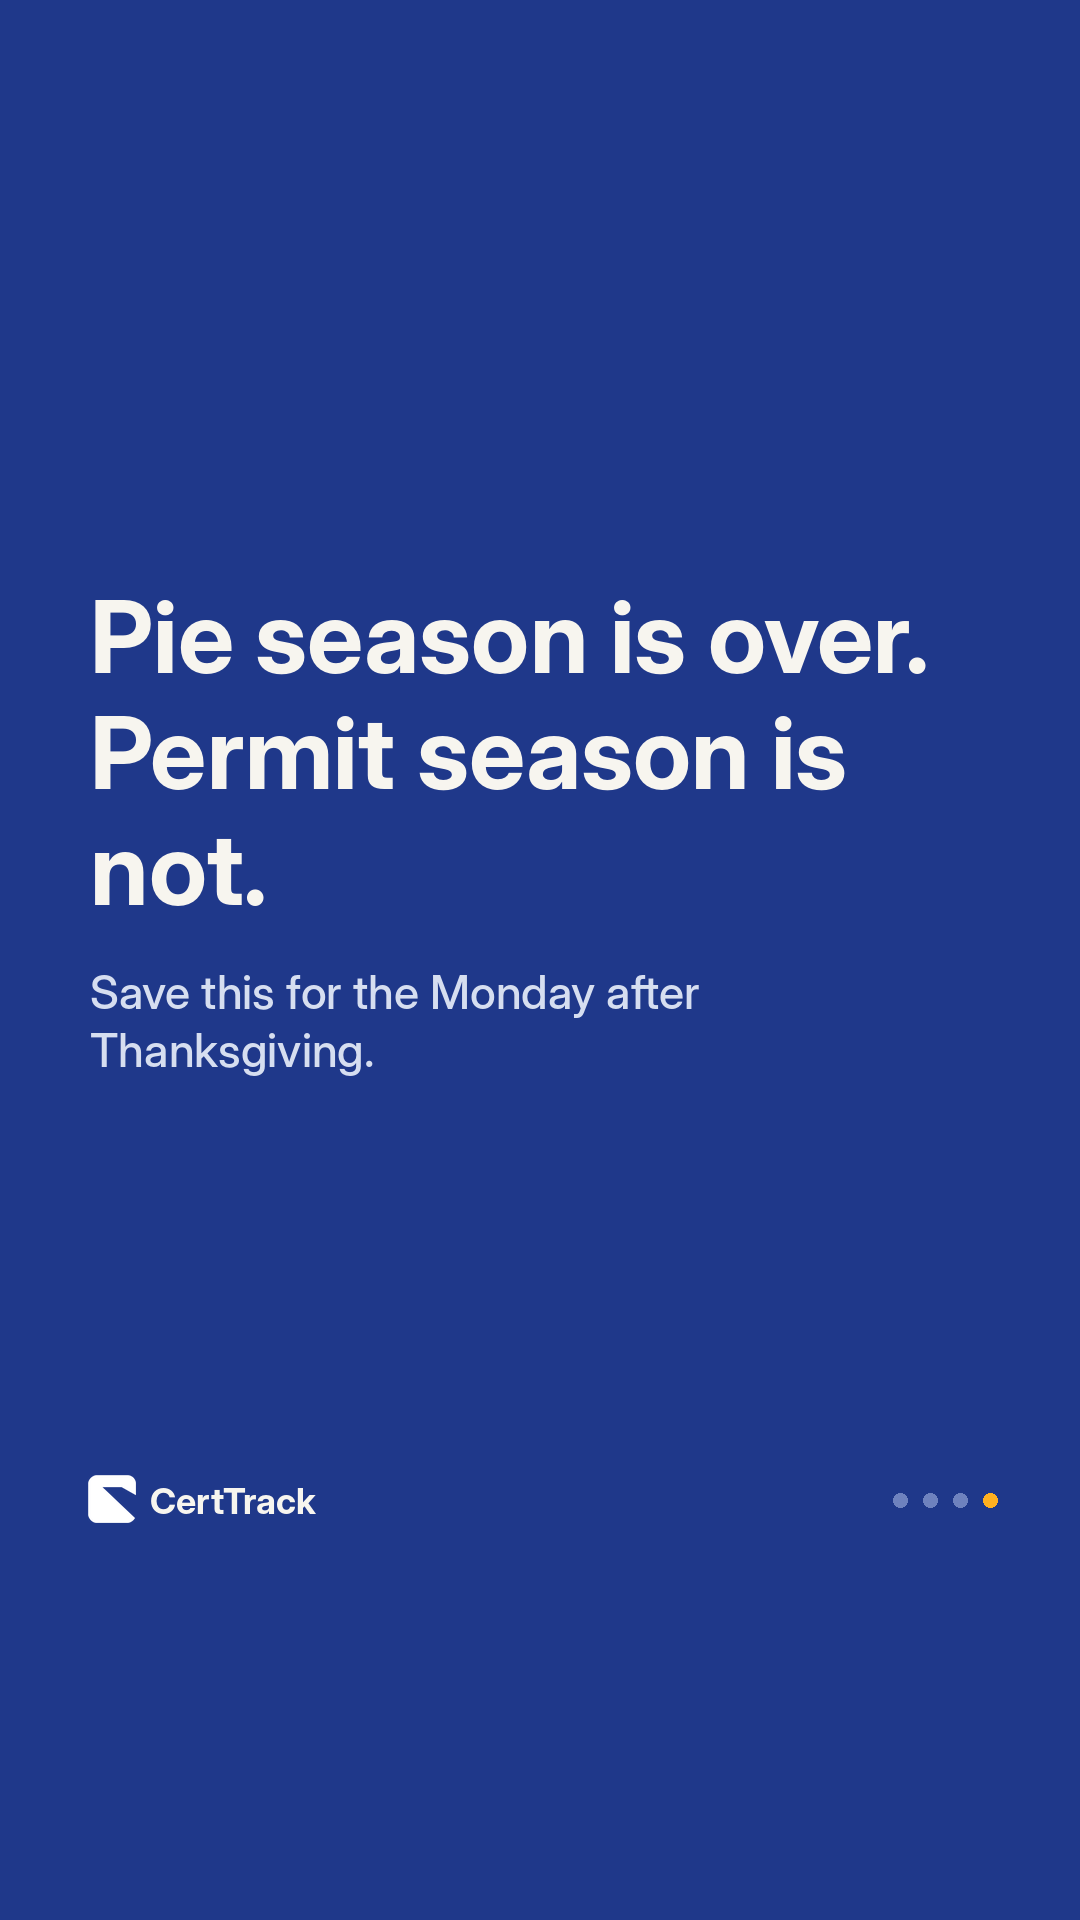 Pie season is over.
Permit season is
not.
Save this for the Monday after
Thanksgiving.
CertTrack